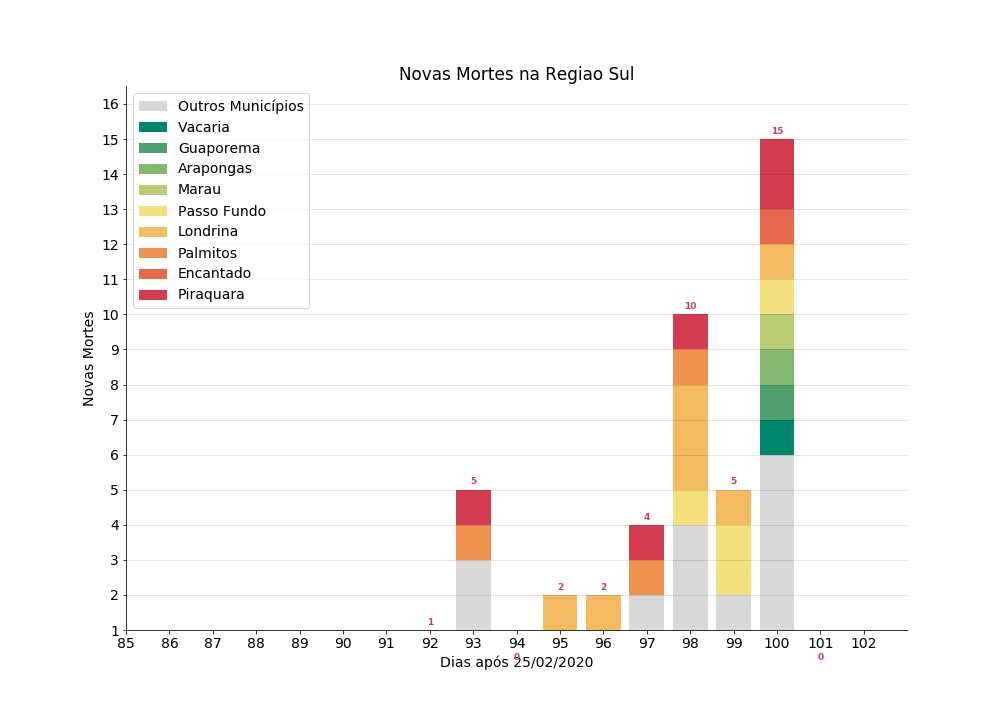 Novas Mortes na Regiao Sul
Outros Municípios
Vacaria
Guaporema
Arapongas
Marau
Passo Fundo
Londrina
Palmitos
Encantado
Piraquara
Novas Mortes
16
15
14
13
12
11
10
9
8
7
6
5
4
3
2
1
1
5
0
2
2
4
10
5
15
0
85 86 87 88 89 90 91 92 93 94 95 96 97 98 99 100 101 102
Dias após 25/02/2020